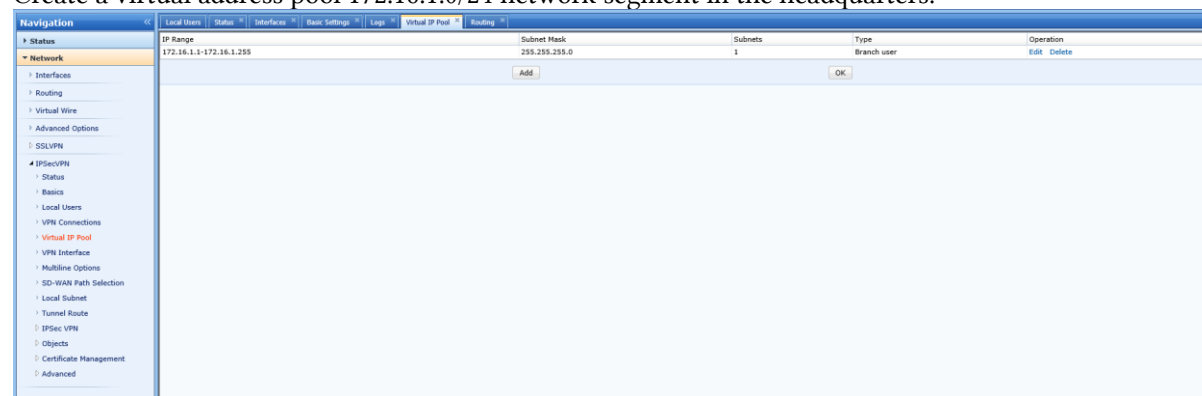 Create a virtual address pool 172.16.1.0/24 network segment in the headquarters.
Navigation «
Local Users Status × Interfaces × Basic Settings × Logs × Virtual IP Pool × Routing ×
Status
Network
Interfaces
Routing
Virtual Wire
Advanced Options
SSLVPN
IPSecVPN
Status
Basics
Local Users
VPN Connections
Virtual IP Pool
VPN Interface
Multiline Options
SD-WAN Path Selection
Local Subnet
Tunnel Route
IPSec VPN
Objects
Certificate Management
Advanced
IP Range Subnet Mask Subnets Type Operation
172.16.1.1-172.16.1.255 255.255.255.0 1 Branch user Edit Delete
Add OK